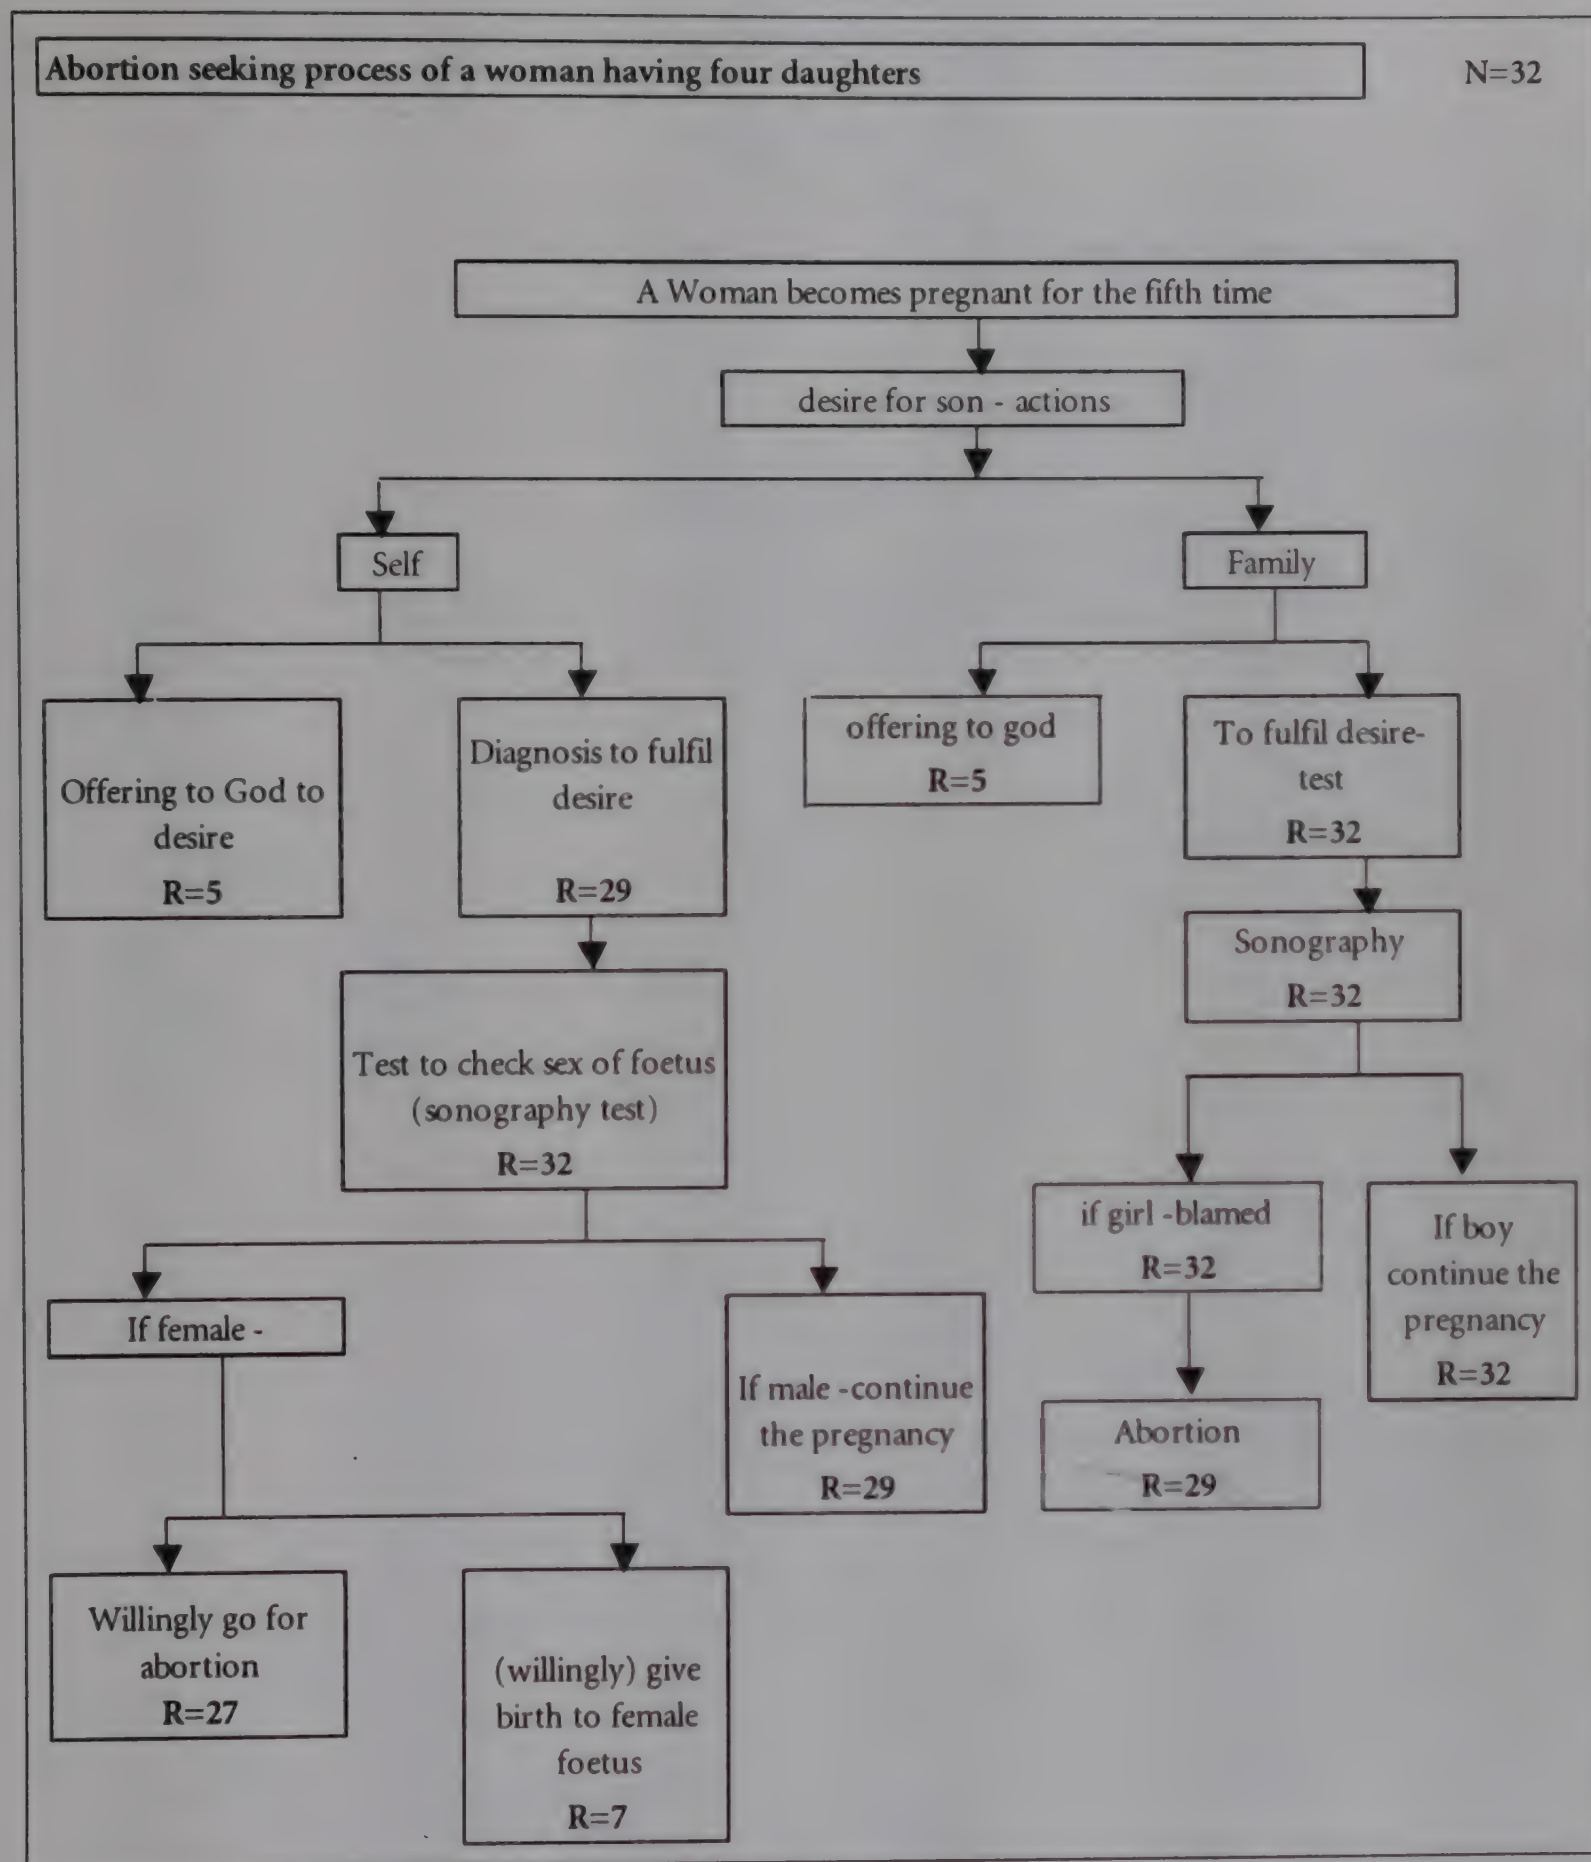 Abortion seeking process of a woman having four daughters
N=32
A Woman becomes pregnant for the fifth time
desire for son - actions
Self
Family
Offering to God to
desire
R=5
Diagnosis to fulfil
desire
R=29
offering to god
R=5
To fulfil desire-
test
R=32
Sonography
R=32
Test to check sex of foetus
(sonography test)
R=32
if girl -blamed
R=32
If boy
continue the
pregnancy
R=32
If female -
If male -continue
the pregnancy
R=29
Abortion
R=29
Willingly go for
abortion
R=27
(willingly) give
birth to female
foetus
R=7